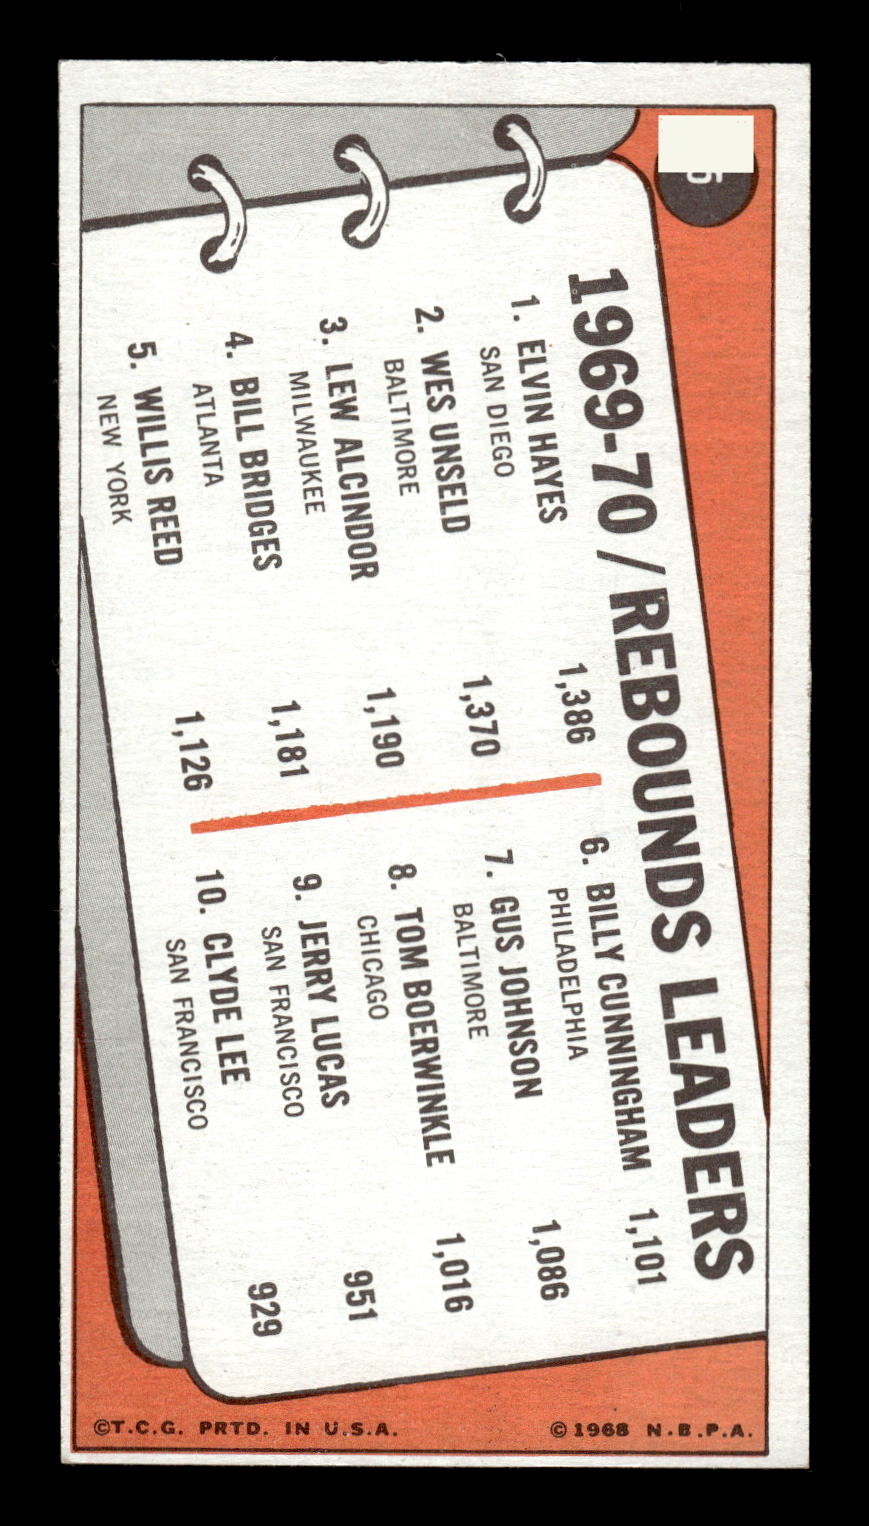 1969-70 / REBOUNDS LEADERS
1. ELVIN HAYES 1,386
SAN DIEGO
2. WES UNSELD 1,370
BALTIMORE
3. LEW ALCINDOR 1,190
MILWAUKEE
4. BILL BRIDGES 1,181
ATLANTA
5. WILLIS REED 1,126
NEW YORK
6. BILLY CUNNINGHAM 1,101
PHILADELPHIA
7. GUS JOHNSON 1,086
BALTIMORE
8. TOM BOERWINKLE 1,016
CHICAGO
9. JERRY LUCAS 951
SAN FRANCISCO
10. CLYDE LEE 929
SAN FRANCISCO
©T.C.G. PRTD. IN U.S.A.
© 1968 N.B.P.A.